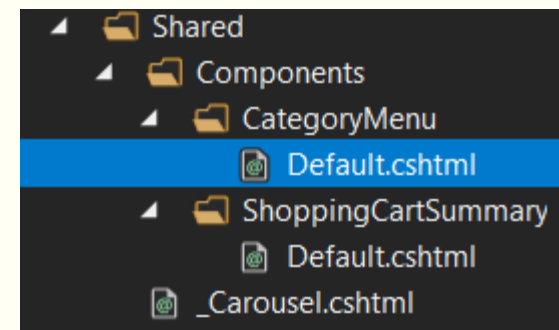 Shared
Components
CategoryMenu
Default.cshtml
ShoppingCartSummary
Default.cshtml
_Carousel.cshtml